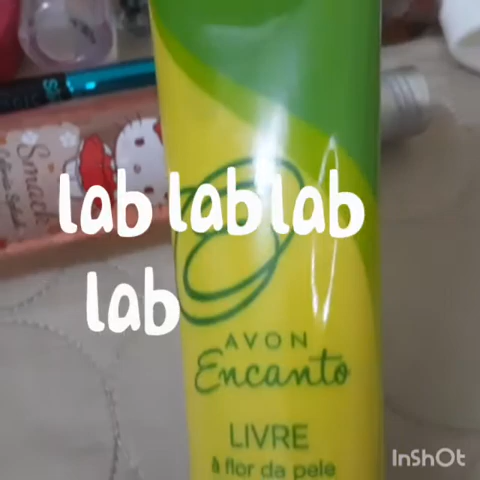 Smack
lab lab lab
lab
AVON
Encanto
LIVRE
à flor da pele
InShOt